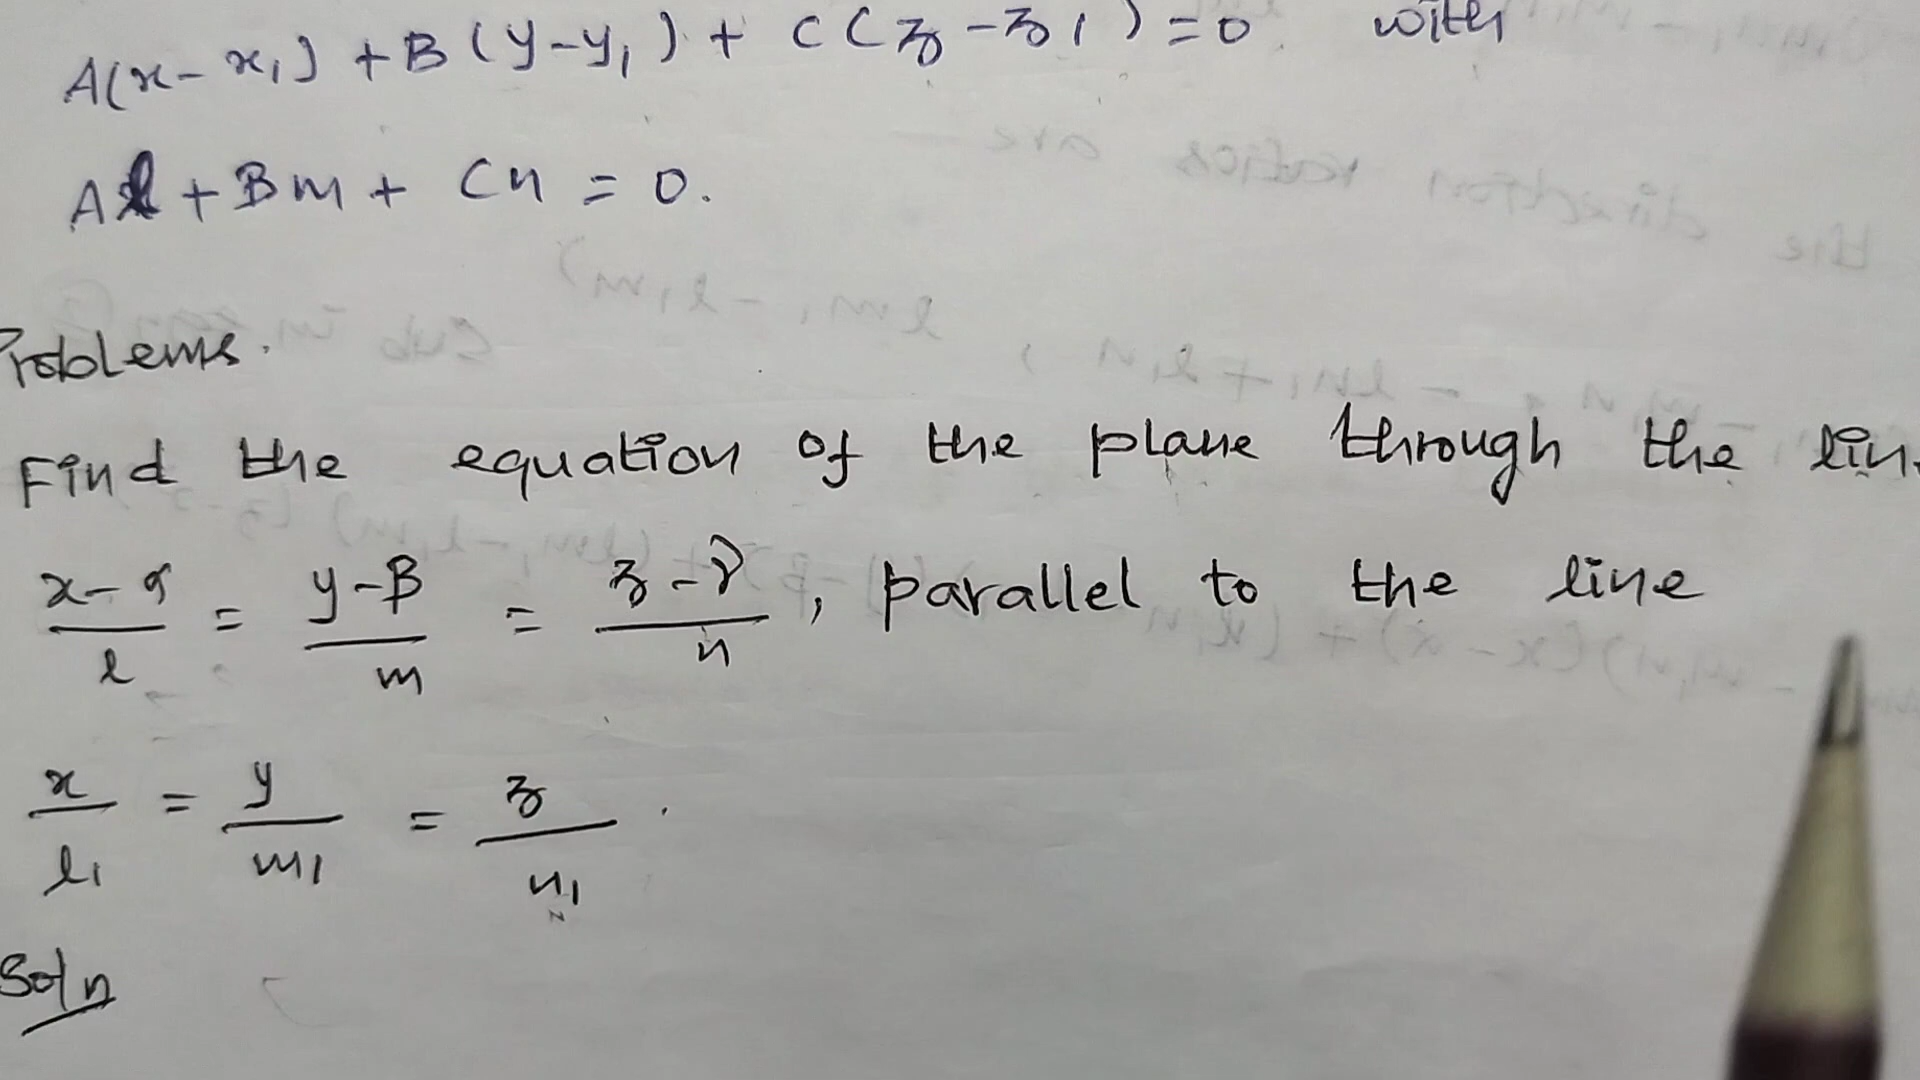 A(x - x₁) + B(y - y₁) + C(z - z₁) = 0 with
Al + Bm + Cn = 0.
Problems.
Find the equation of the plane through the lin
x-α/l = y-β/m = z-γ/n, parallel to the line
x/l₁ = y/m₁ = z/n₁.
Soln